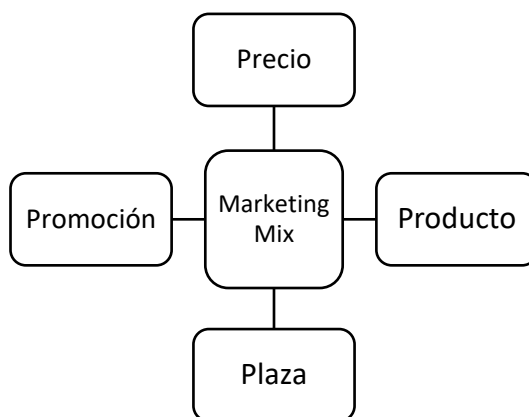 Precio
Promoción
Marketing
Mix
Producto
Plaza